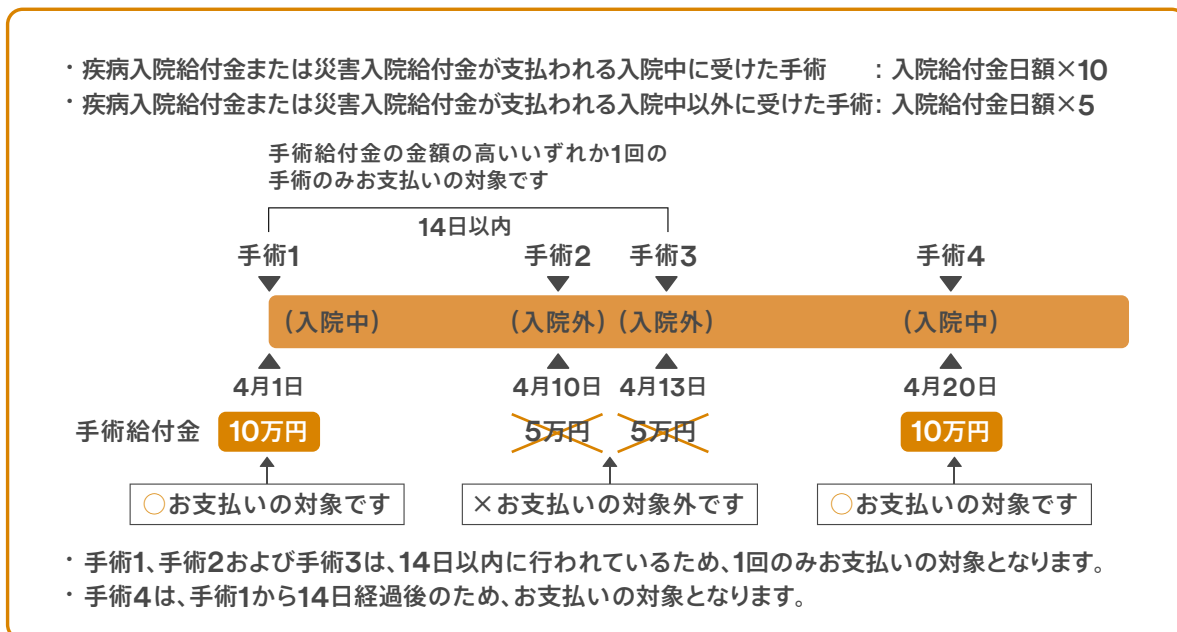 ・疾病入院給付金または災害入院給付金が支払われる入院中に受けた手術　：入院給付金日額×10
・疾病入院給付金または災害入院給付金が支払われる入院中以外に受けた手術：入院給付金日額×5
手術給付金の金額の高いいずれか1回の
手術のみお支払いの対象です
14日以内
手術1 手術2 手術3 手術4
（入院中） （入院外） （入院外） （入院中）
4月1日 4月10日 4月13日 4月20日
手術給付金 10万円 5万円 5万円 10万円
○お支払いの対象です ×お支払いの対象外です ○お支払いの対象です
・手術1、手術2および手術3は、14日以内に行われているため、1回のみお支払いの対象となります。
・手術4は、手術1から14日経過後のため、お支払いの対象となります。